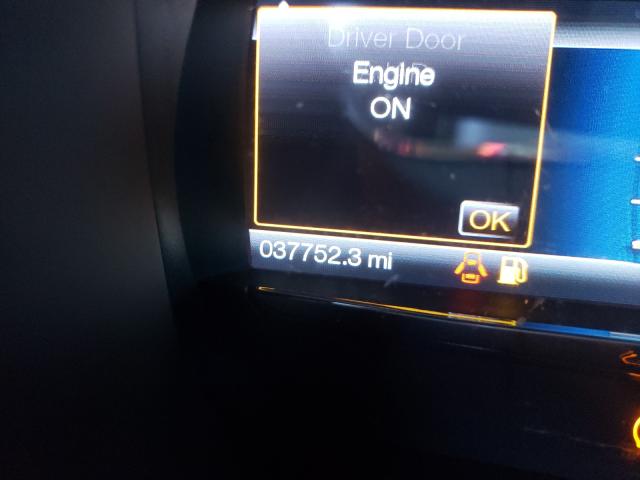 Driver Door
Engine
ON
OK
037752.3 mi